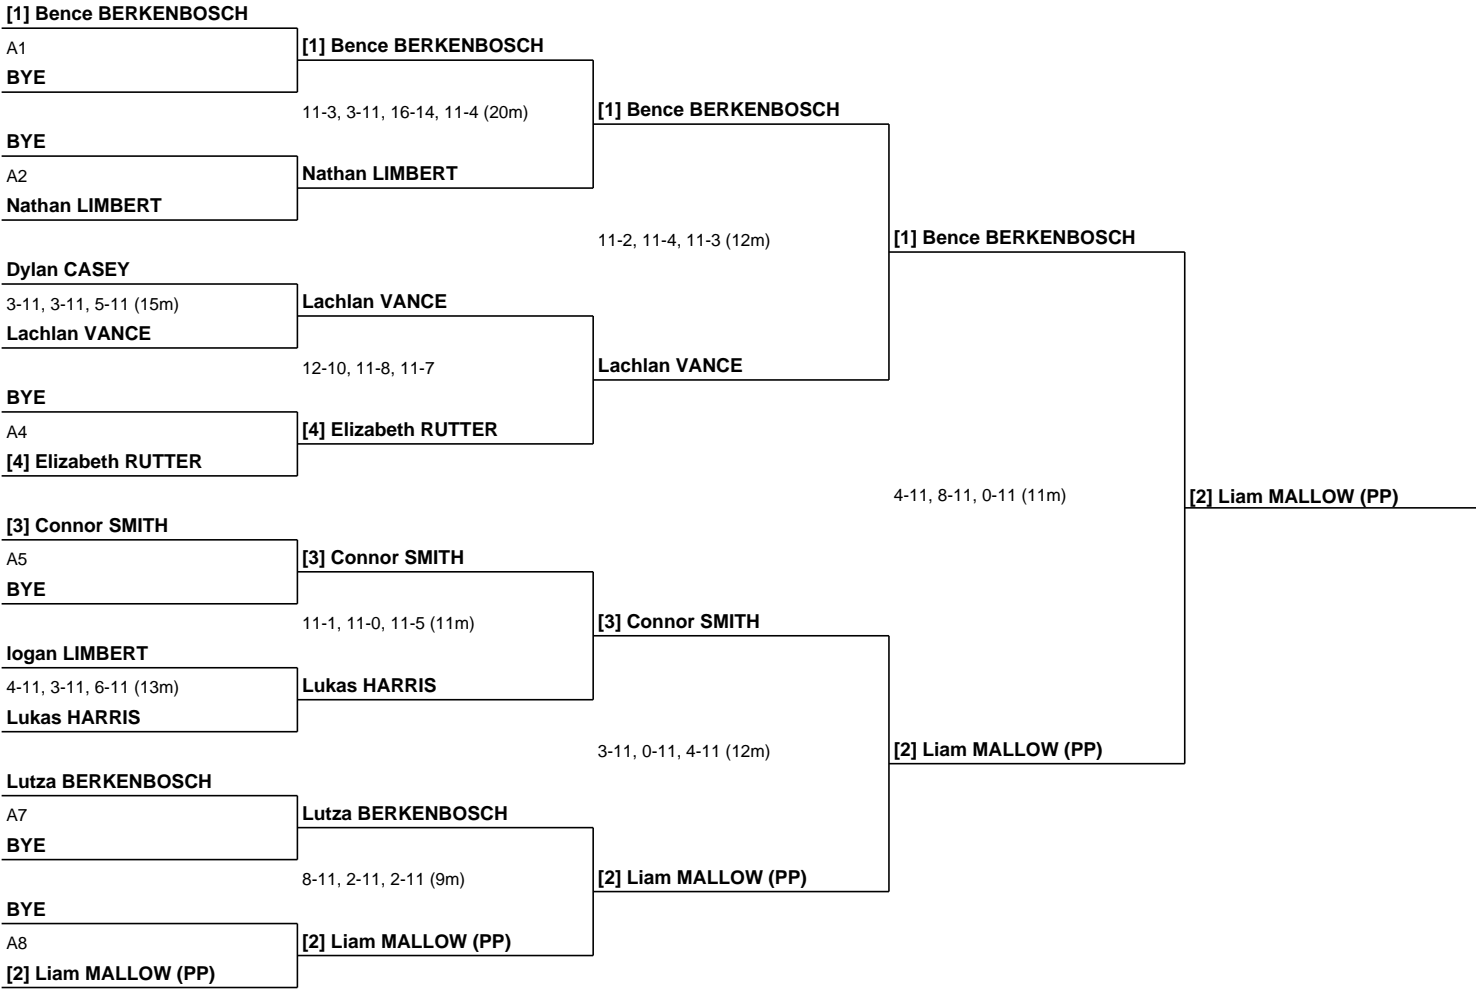 [1] Bence BERKENBOSCH
A1
BYE
BYE
A2
Nathan LIMBERT
Dylan CASEY
3-11, 3-11, 5-11 (15m)
Lachlan VANCE
BYE
A4
[4] Elizabeth RUTTER
[3] Connor SMITH
A5
BYE
logan LIMBERT
4-11, 3-11, 6-11 (13m)
Lukas HARRIS
Lutza BERKENBOSCH
A7
BYE
BYE
A8
[2] Liam MALLOW (PP)
[1] Bence BERKENBOSCH
11-3, 3-11, 16-14, 11-4 (20m)
Nathan LIMBERT
Lachlan VANCE
12-10, 11-8, 11-7
[4] Elizabeth RUTTER
[3] Connor SMITH
11-1, 11-0, 11-5 (11m)
Lukas HARRIS
Lutza BERKENBOSCH
8-11, 2-11, 2-11 (9m)
[2] Liam MALLOW (PP)
[1] Bence BERKENBOSCH
11-2, 11-4, 11-3 (12m)
Lachlan VANCE
[3] Connor SMITH
3-11, 0-11, 4-11 (12m)
[2] Liam MALLOW (PP)
[1] Bence BERKENBOSCH
4-11, 8-11, 0-11 (11m)
[2] Liam MALLOW (PP)
[2] Liam MALLOW (PP)